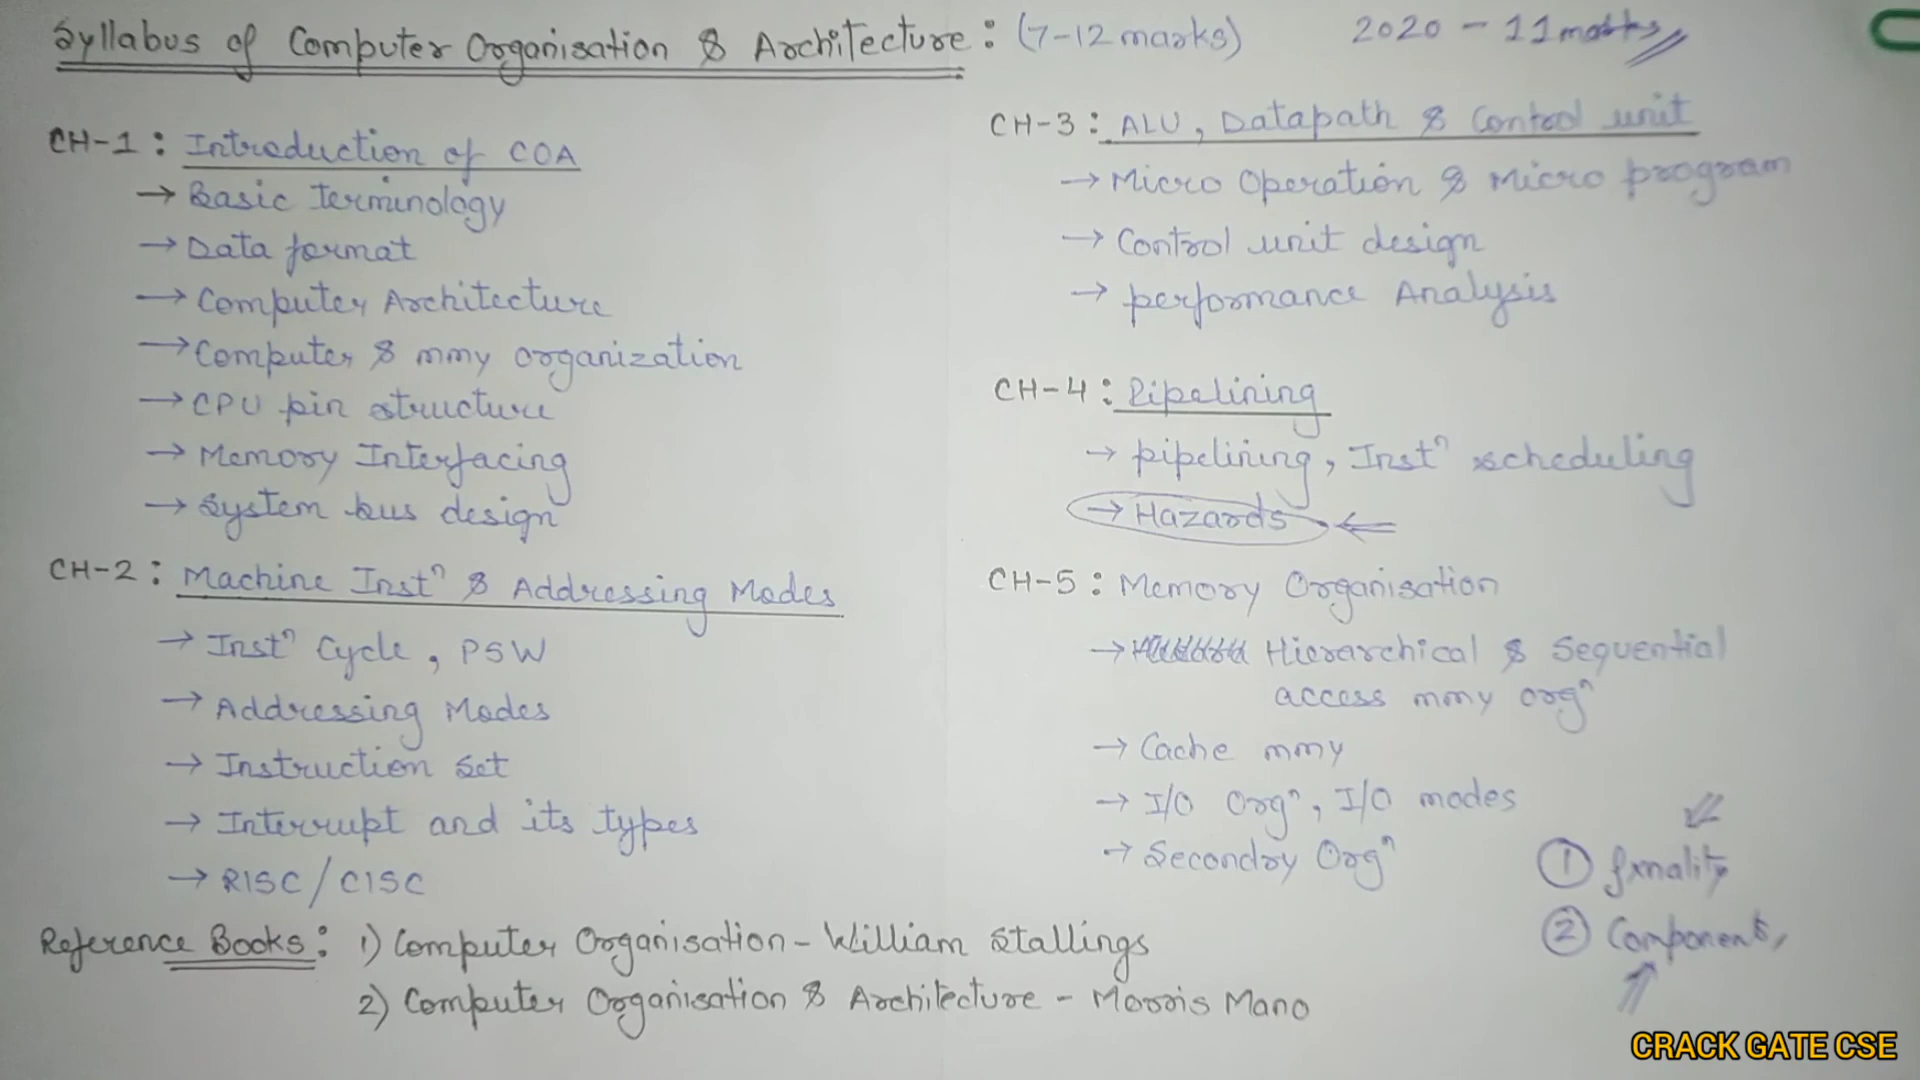 Syllabus of Computer Organisation & Architecture : (7-12 marks) 2020 - 11 marks
CH-1 : Introduction of COA
→ Basic Terminology
→ Data format
→ Computer Architecture
→ Computer & mmy organization
→ CPU pin structure
→ Memory Interfacing
→ System bus design
CH-2 : Machine Instⁿ & Addressing Modes
→ Instⁿ Cycle, PSW
→ Addressing Modes
→ Instruction Set
→ Interrupt and its types
→ RISC/CISC
CH-3 : ALU, Datapath & Control unit
→ Micro Operation & Micro program
→ Control unit design
→ performance Analysis
CH-4 : Pipelining
→ pipelining, Instⁿ scheduling
→ Hazards
CH-5 : Memory Organisation
→ Hierarchical & Sequential
access mmy orgⁿ
→ Cache mmy
→ I/O Orgⁿ, I/O modes
→ Secondry Orgⁿ
① fxnality
② Components,
Reference Books : 1) Computer Organisation - William Stallings
2) Computer Organisation & Architecture - Morris Mano
CRACK GATE CSE